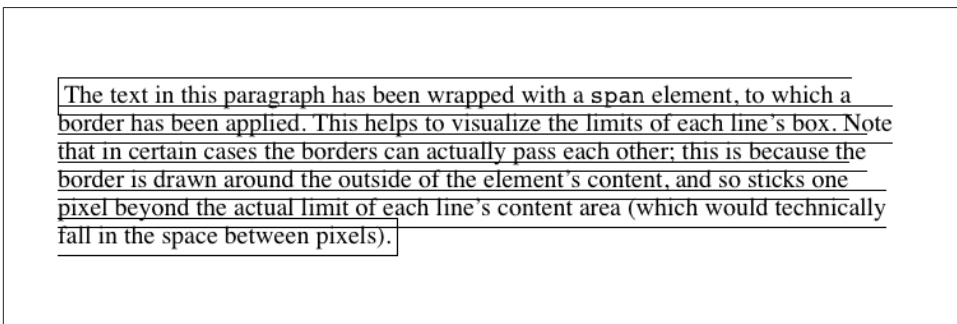 The text in this paragraph has been wrapped with a span element, to which a
border has been applied. This helps to visualize the limits of each line's box. Note
that in certain cases the borders can actually pass each other; this is because the
border is drawn around the outside of the element's content, and so sticks one
pixel beyond the actual limit of each line's content area (which would technically
fall in the space between pixels).